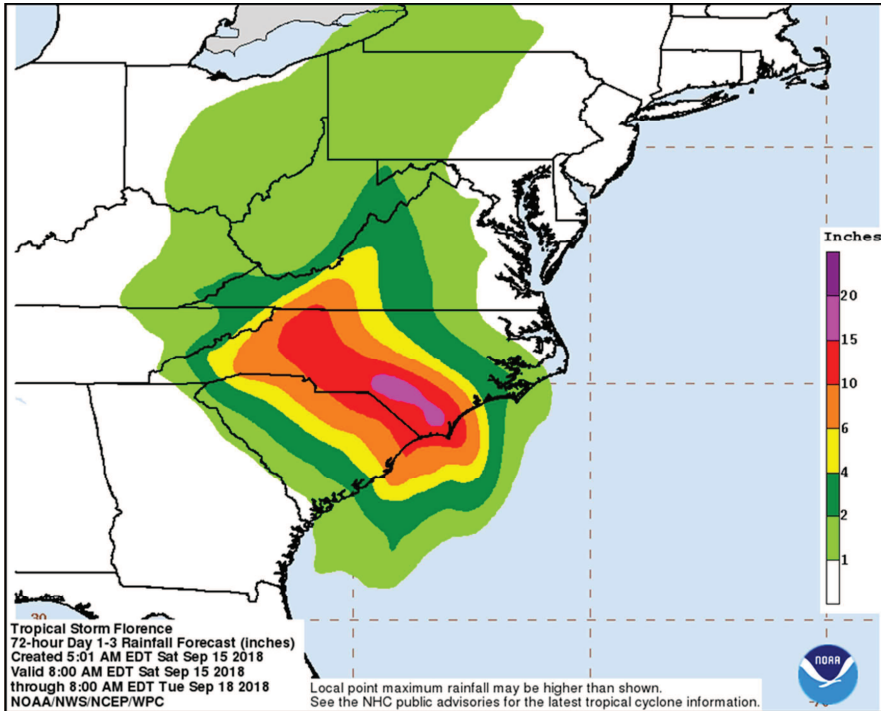 Inches
20
15
10
6
4
2
1
30
Tropical Storm Florence
72-hour Day 1-3 Rainfall Forecast (inches)
Created 5:01 AM EDT Sat Sep 15 2018
Valid 8:00 AM EDT Sat Sep 15 2018
through 8:00 AM EDT Tue Sep 18 2018
NOAA/NWS/NCEP/WPC
Local point maximum rainfall may be higher than shown.
See the NHC public advisories for the latest tropical cyclone information.
NOAA